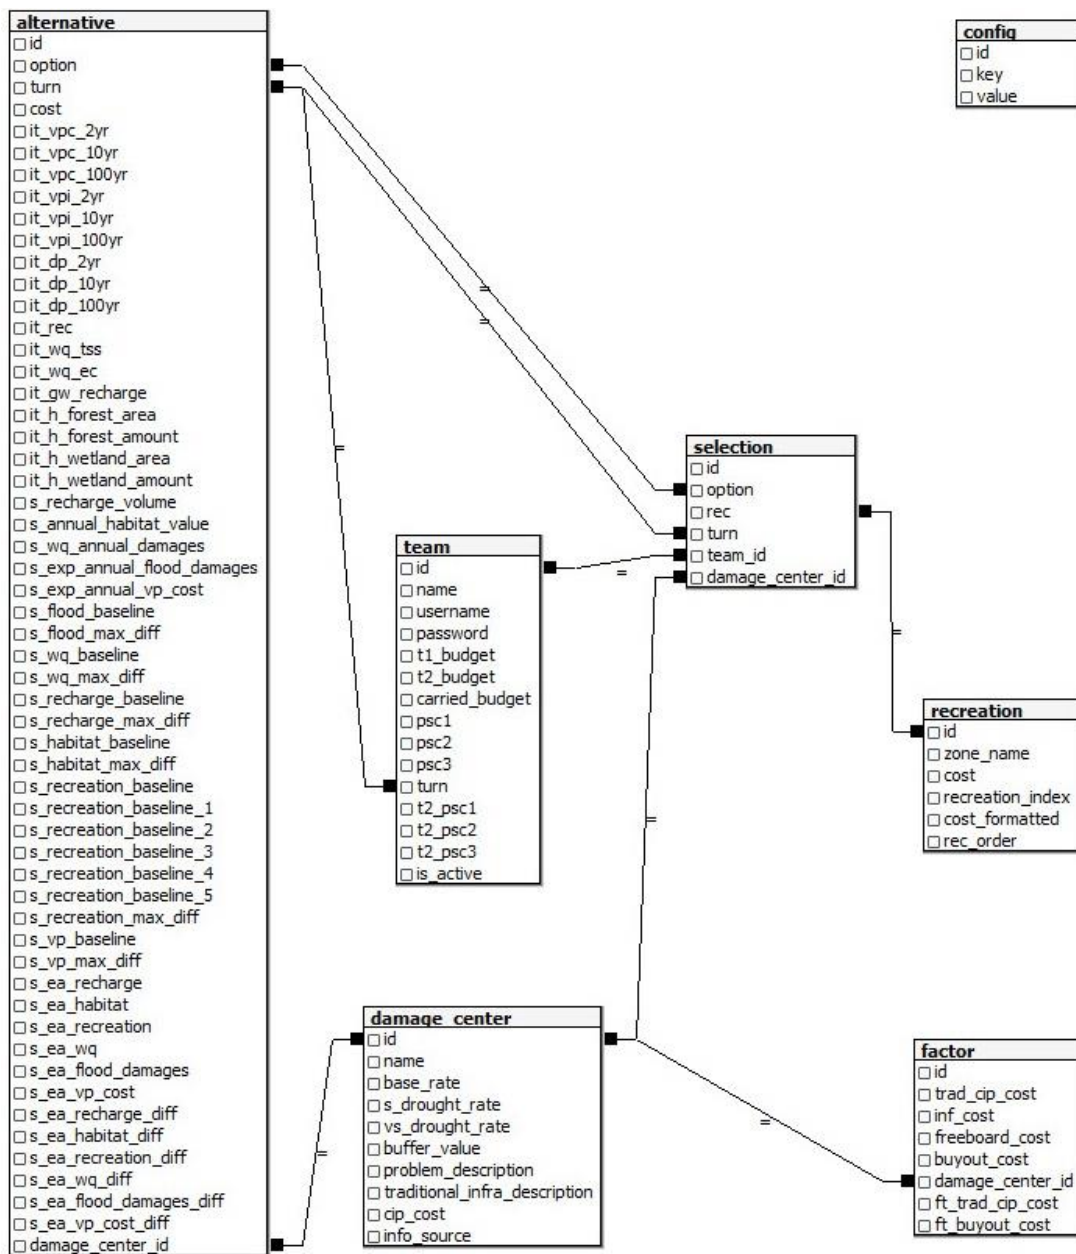 alternative
id
option
turn
cost
it_vpc_2yr
it_vpc_10yr
it_vpc_100yr
it_vpi_2yr
it_vpi_10yr
it_vpi_100yr
it_dp_2yr
it_dp_10yr
it_dp_100yr
it_rec
it_wq_tss
it_wq_ec
it_gw_recharge
it_h_forest_area
it_h_forest_amount
it_h_wetland_area
it_h_wetland_amount
s_recharge_volume
s_annual_habitat_value
s_wq_annual_damages
s_exp_annual_flood_damages
s_exp_annual_vp_cost
s_flood_baseline
s_flood_max_diff
s_wq_baseline
s_wq_max_diff
s_recharge_baseline
s_recharge_max_diff
s_habitat_baseline
s_habitat_max_diff
s_recreation_baseline
s_recreation_baseline_1
s_recreation_baseline_2
s_recreation_baseline_3
s_recreation_baseline_4
s_recreation_baseline_5
s_recreation_max_diff
s_vp_baseline
s_vp_max_diff
s_ea_recharge
s_ea_habitat
s_ea_recreation
s_ea_wq
s_ea_flood_damages
s_ea_vp_cost
s_ea_recharge_diff
s_ea_habitat_diff
s_ea_recreation_diff
s_ea_wq_diff
s_ea_flood_damages_diff
s_ea_vp_cost_diff
damage_center_id
config
id
key
value
selection
id
option
rec
turn
team_id
damage_center_id
team
id
name
username
password
t1_budget
t2_budget
carried_budget
psc1
psc2
psc3
turn
t2_psc1
t2_psc2
t2_psc3
is_active
recreation
id
zone_name
cost
recreation_index
cost_formatted
rec_order
damage_center
id
name
base_rate
s_drought_rate
vs_drought_rate
buffer_value
problem_description
traditional_infra_description
cip_cost
info_source
factor
id
trad_cip_cost
inf_cost
freeboard_cost
buyout_cost
damage_center_id
ft_trad_cip_cost
ft_buyout_cost
=
=
=
=
=
=
=
=